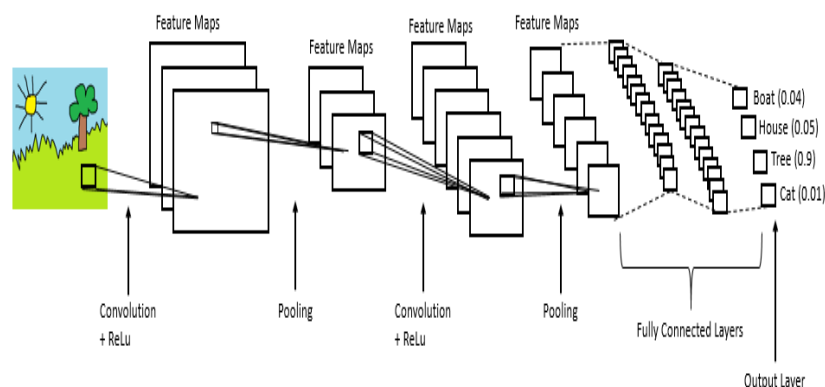 Feature Maps
Feature Maps
Feature Maps
Feature Maps
Boat (0.04)
House (0.05)
Tree (0.9)
Cat (0.01)
Convolution
+ ReLu
Pooling
Convolution
+ ReLu
Pooling
Fully Connected Layers
Output Layer